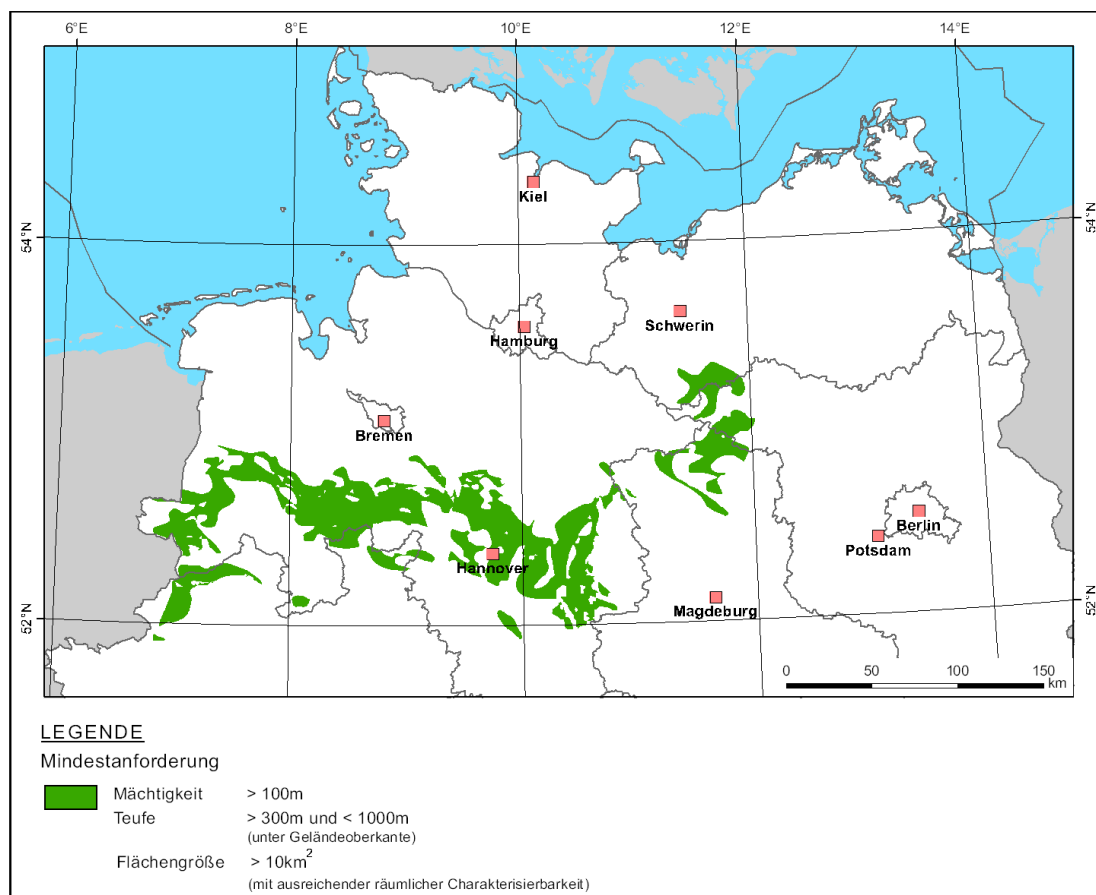 6°E 8°E 10°E 12°E 14°E
Kiel
54°N 54°N
Schwerin
Hamburg
Bremen
Berlin
Potsdam
Hannover
Magdeburg
52°N 52°N
0 50 100 150
km
LEGENDE
Mindestanforderung
Mächtigkeit > 100m
Teufe > 300m und < 1000m
(unter Geländeoberkante)
Flächengröße > 10km²
(mit ausreichender räumlicher Charakterisierbarkeit)